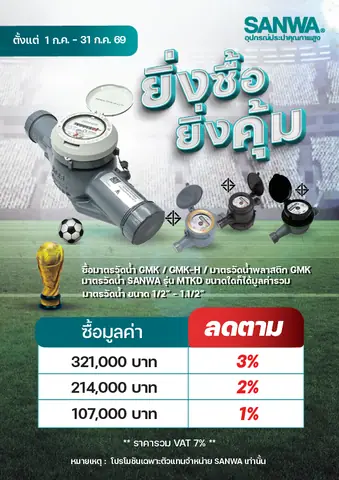 SANWA®
อุปกรณ์ประปาคุณภาพสูง
ตั้งแต่ 1 ก.ค. - 31 ก.ค. 69
ยิ่งซื้อ
ยิ่งคุ้ม
ซื้อมาตรวัดน้ำ GMK / GMK-H / มาตรวัดน้ำพลาสติก GMK
มาตรวัดน้ำ SANWA รุ่น MTKD ขนาดใดก็ได้มูลค่ารวม
มาตรวัดน้ำ ขนาด 1/2" - 1.1/2"
ซื้อมูลค่า ลดตาม
321,000 บาท 3%
214,000 บาท 2%
107,000 บาท 1%
** ราคารวม VAT 7% **
หมายเหตุ : โปรโมชันเฉพาะตัวแทนจำหน่าย SANWA เท่านั้น